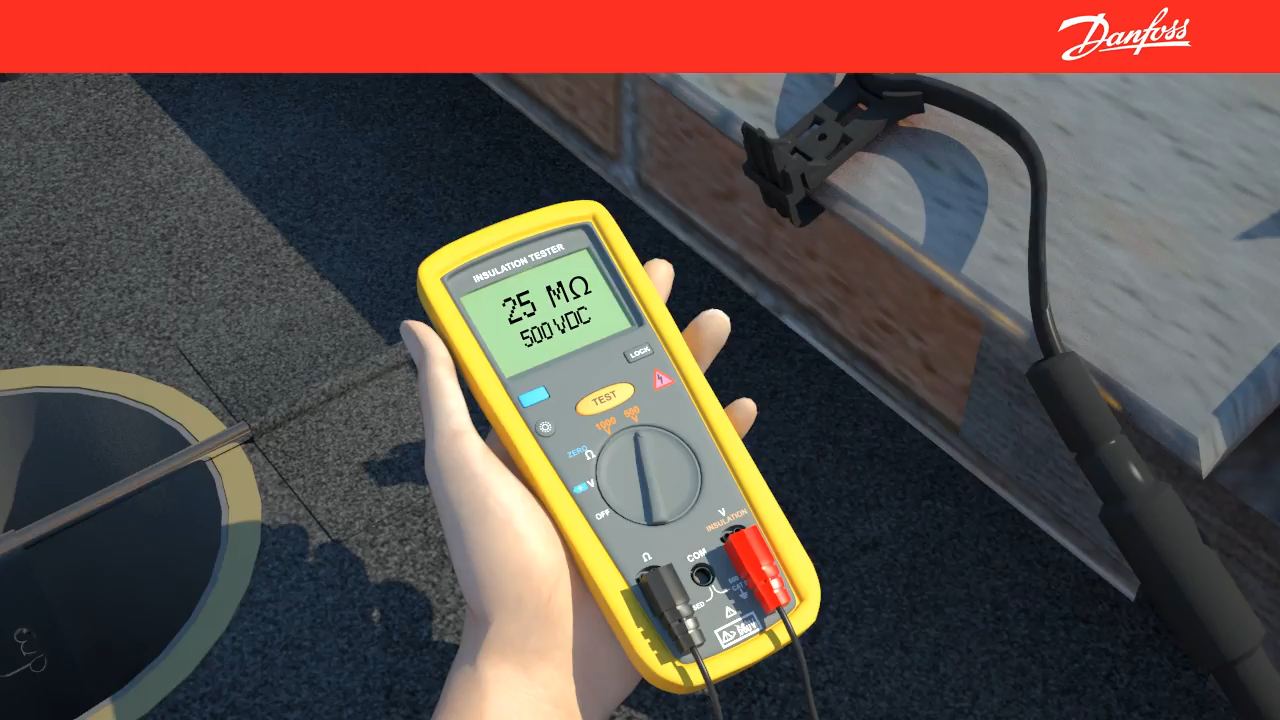 Danfoss
INSULATION TESTER
25 MΩ
500 VDC
LOCK
TEST
1000
V
500
V
ZERO
Ω
V
OFF
V
INSULATION
Ω
COM